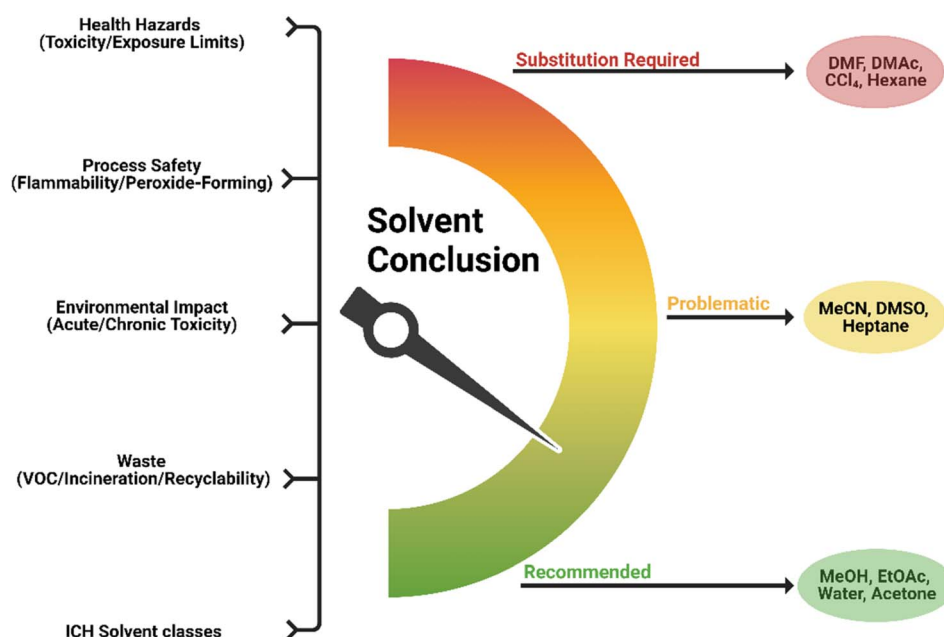 Health Hazards
(Toxicity/Exposure Limits)
Process Safety
(Flammability/Peroxide-Forming)
Environmental Impact
(Acute/Chronic Toxicity)
Waste
(VOC/Incineration/Recyclability)
ICH Solvent classes
Solvent
Conclusion
Substitution Required
DMF, DMAc,
CCl₄, Hexane
Problematic
MeCN, DMSO,
Heptane
Recommended
MeOH, EtOAc,
Water, Acetone